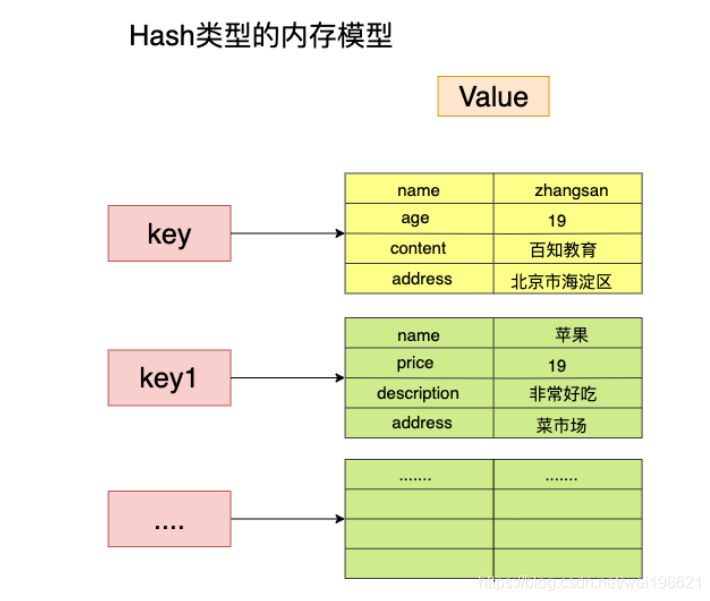 Hash类型的内存模型
Value
key
name zhangsan
age 19
content 百知教育
address 北京市海淀区
key1
name 苹果
price 19
description 非常好吃
address 菜市场
....
....... .......
https://blog.csdn.net/wei198621